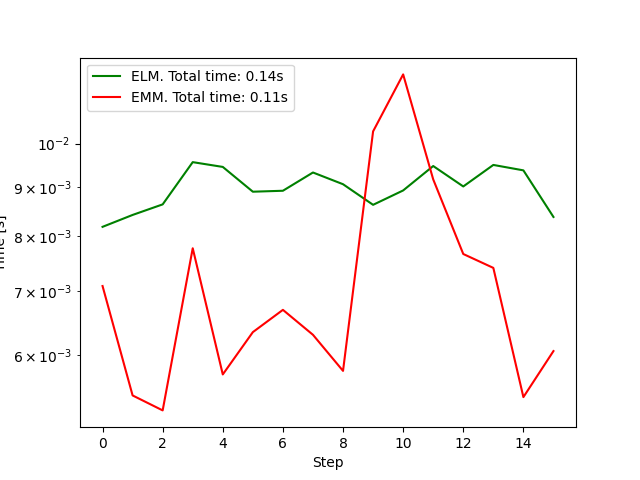 ELM. Total time: 0.14s
EMM. Total time: 0.11s
10⁻²
9 × 10⁻³
8 × 10⁻³
7 × 10⁻³
6 × 10⁻³
[s]
0 2 4 6 8 10 12 14
Step